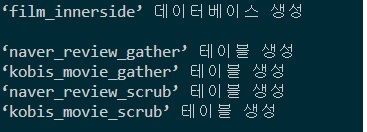 ‘film_innerside’ 데이터베이스 생성
‘naver_review_gather’ 테이블 생성
‘kobis_movie_gather’ 테이블 생성
‘naver_review_scrub’ 테이블 생성
‘kobis_movie_scrub’ 테이블 생성